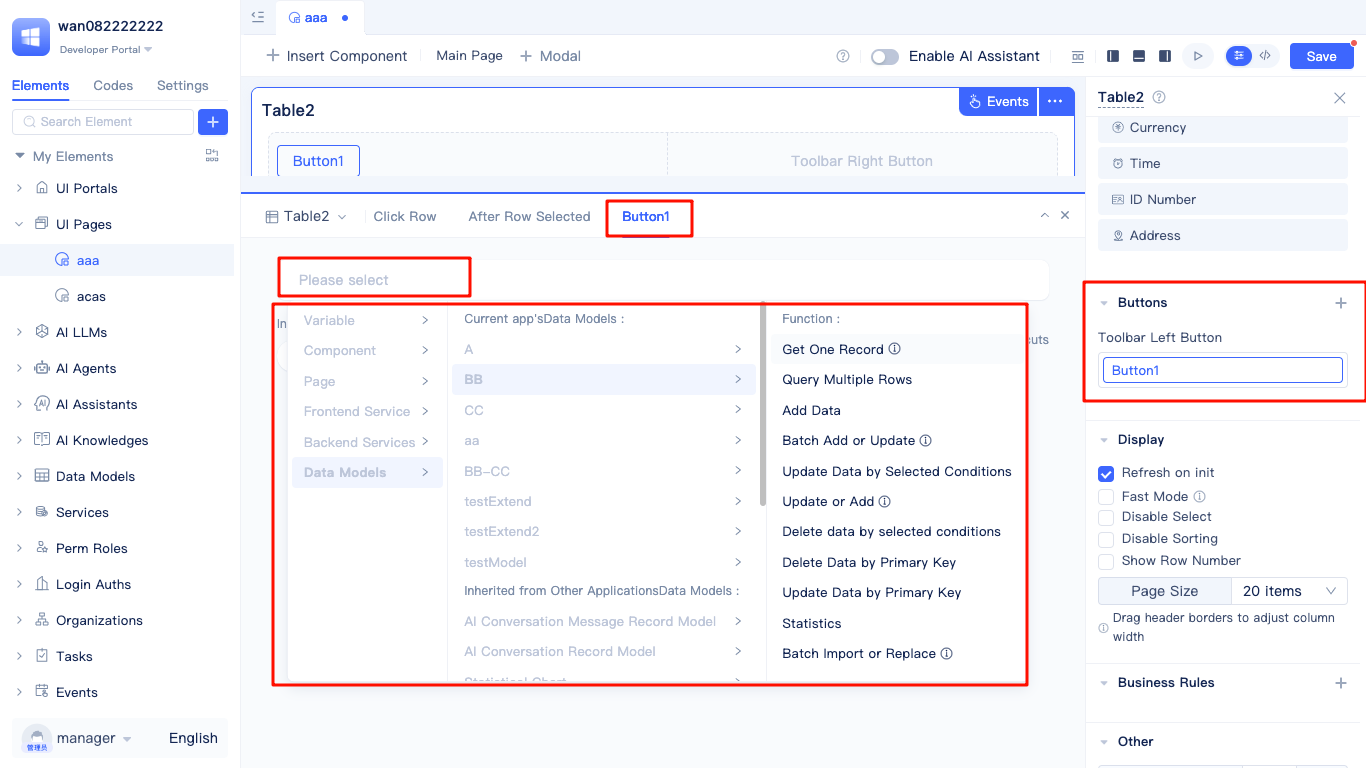 wan082222222
Developer Portal
Elements Codes Settings
Search Element
My Elements
UI Portals
UI Pages
aaa
acas
AI LLMs
AI Agents
AI Assistants
AI Knowledges
Data Models
Services
Perm Roles
Login Auths
Organizations
Tasks
Events
管理员
manager English
aaa
Insert Component Main Page Modal
Enable AI Assistant
Save
Table2
Events
Button1
Toolbar Right Button
Table2 Click Row After Row Selected Button1
Please select
In
Variable
Component
Page
Frontend Service
Backend Services
Data Models
Current app'sData Models :
A
BB
CC
aa
BB-CC
testExtend
testExtend2
testModel
Inherited from Other ApplicationsData Models :
AI Conversation Message Record Model
AI Conversation Record Model
Statistical Chart
Function :
Get One Record
Query Multiple Rows
Add Data
Batch Add or Update
Update Data by Selected Conditions
Update or Add
Delete data by selected conditions
Delete Data by Primary Key
Update Data by Primary Key
Statistics
Batch Import or Replace
cuts
Table2
Currency
Time
ID Number
Address
Buttons
Toolbar Left Button
Button1
Display
Refresh on init
Fast Mode
Disable Select
Disable Sorting
Show Row Number
Page Size 20 items
Drag header borders to adjust column
width
Business Rules
Other